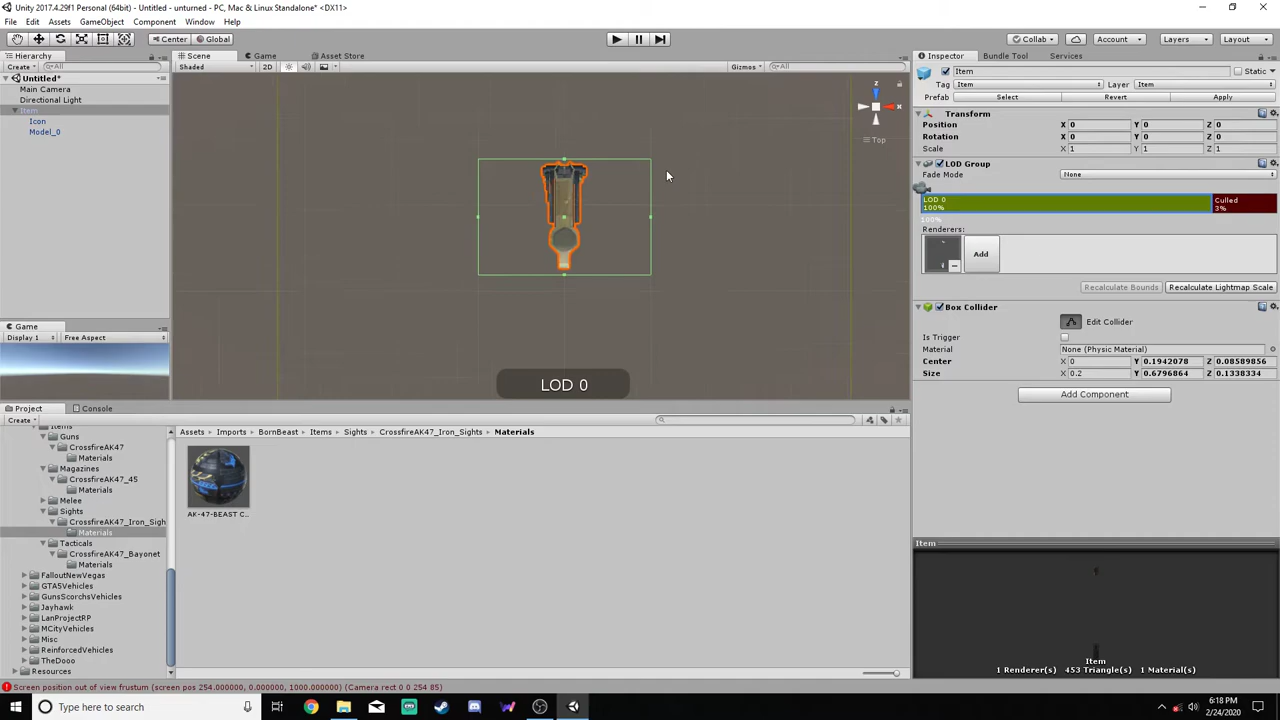 Unity 2017.4.29f1 Personal (64bit) - Untitled - unturned - PC, Mac & Linux Standalone* <DX11>
File Edit Assets GameObject Component Window Help
Center Global Collab Account Layers Layout
Hierarchy
Create All
Untitled*
Main Camera
Directional Light
Item
Icon
Model_0
Game
Display 1 Free Aspect
Scene Game Asset Store
Shaded 2D Gizmos All
z
x
Top
LOD 0
Inspector Bundle Tool Services
Item Static
Tag Item Layer Item
Prefab Select Revert Apply
Transform
Position X 0 Y 0 Z 0
Rotation X 0 Y 0 Z 0
Scale X 1 Y 1 Z 1
LOD Group
Fade Mode None
LOD 0
100%
Culled
3%
100%
Renderers:
Add
Recalculate Bounds Recalculate Lightmap Scale
Box Collider
Edit Collider
Is Trigger
Material None (Physic Material)
Center X 0 Y 0.1942078 Z 0.08589856
Size X 0.2 Y 0.6796864 Z 0.1338334
Add Component
Project Console
Create
Items
Guns
CrossfireAK47
Materials
Magazines
CrossfireAK47_45
Materials
Melee
Sights
CrossfireAK47_Iron_Sigh
Materials
Tacticals
CrossfireAK47_Bayonet
Materials
FalloutNewVegas
GTA5Vehicles
GunsScorchsVehicles
Jayhawk
LanProjectRP
MCityVehicles
Misc
ReinforcedVehicles
TheDooo
Resources
Assets Imports BornBeast Items Sights CrossfireAK47_Iron_Sights Materials
AK-47-BEAST C...
Item
Item
1 Renderer(s) 453 Triangle(s) 1 Material(s)
Screen position out of view frustum (screen pos 254.000000, 0.000000, 1000.000000) (Camera rect 0 0 254 85)
Type here to search
6:18 PM
2/24/2020